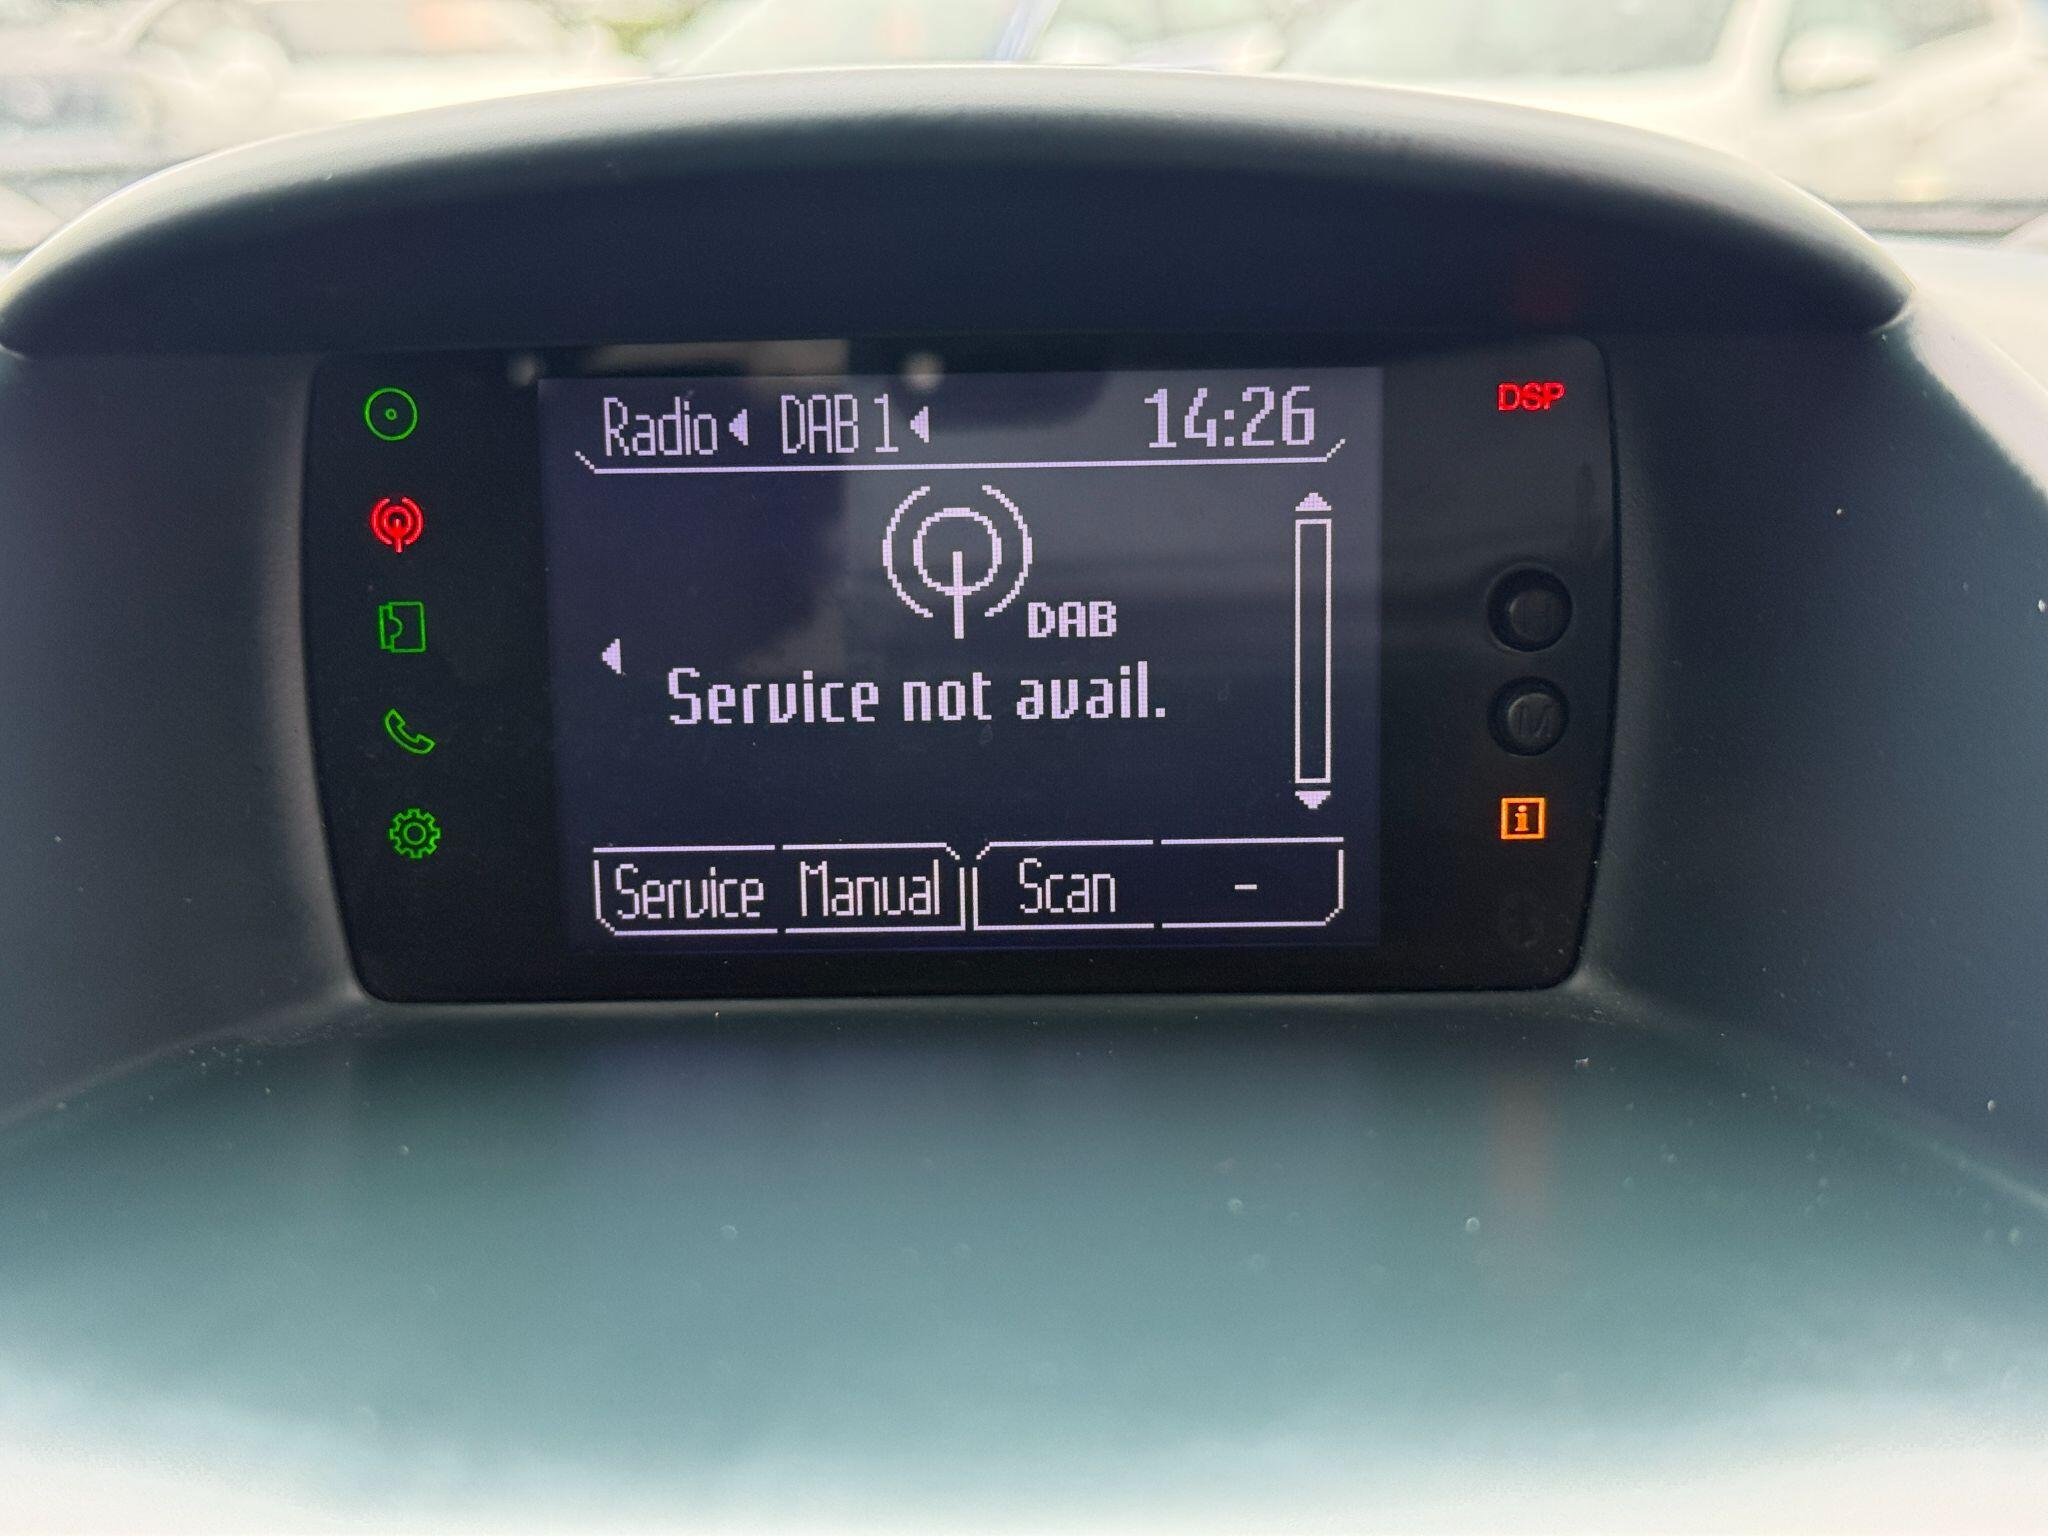 Radio DAB 1 14:26
DSP
DAB
Service not avail.
M
i
Service Manual Scan -